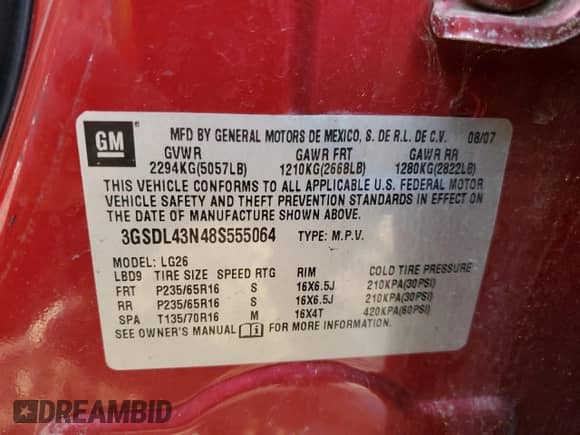 GM
MFD BY GENERAL MOTORS DE MEXICO, S. DE R.L. DE C.V. 08/07
GVWR GAWR FRT GAWR RR
2294KG(5057LB) 1210KG(2668LB) 1280KG(2822LB)
THIS VEHICLE CONFORMS TO ALL APPLICABLE U.S. FEDERAL MOTOR
VEHICLE SAFETY AND THEFT PREVENTION STANDARDS IN EFFECT ON
THE DATE OF MANUFACTURE SHOWN ABOVE.
3GSDL43N48S555064 TYPE: M.P.V.
MODEL: LG26
LBD9 TIRE SIZE SPEED RTG RIM COLD TIRE PRESSURE
FRT P235/65R16 S 16X6.5J 210KPA(30PSI)
RR P235/65R16 S 16X6.5J 210KPA(30PSI)
SPA T135/70R16 M 16X4T 420KPA(60PSI)
SEE OWNER'S MANUAL FOR MORE INFORMATION.
DREAMBID